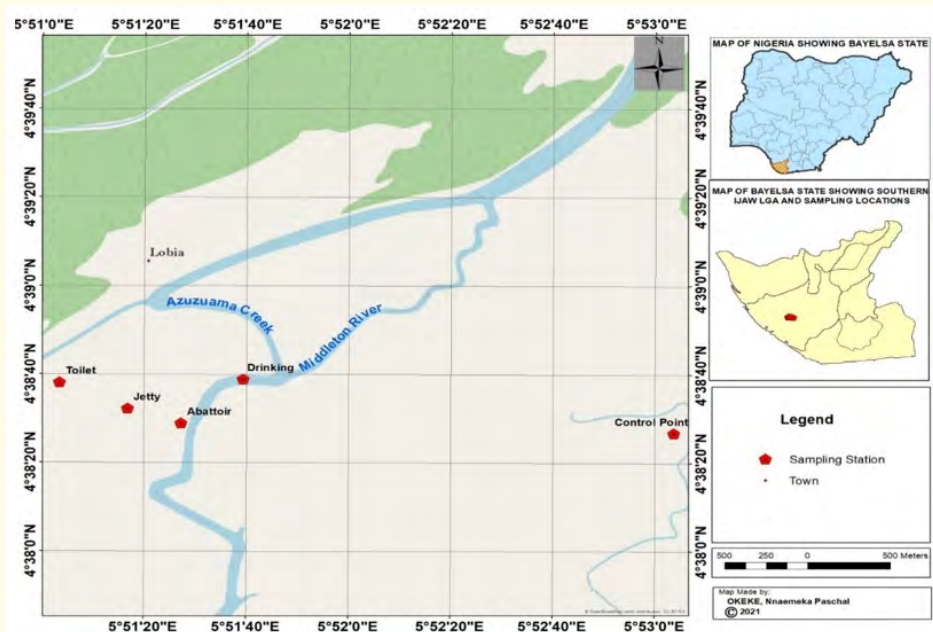 5°51'0"E 5°51'20"E 5°51'40"E 5°52'0"E 5°52'20"E 5°52'40"E 5°53'0"E
4°39'40"N
4°39'20"N
4°39'0"N
4°38'40"N
4°38'20"N
4°38'0"N
N
Lobia
Azuzuama Creek
Middleton River
Toilet
Jetty
Abattoir
Drinking
Control Point
5°51'20"E 5°51'40"E 5°52'0"E 5°52'20"E 5°52'40"E 5°53'0"E
4°39'40"N
4°39'20"N
4°39'0"N
4°38'40"N
4°38'20"N
4°38'0"N
MAP OF NIGERIA SHOWING BAYELSA STATE
MAP OF BAYELSA STATE SHOWING SOUTHERN
IJAW LGA AND SAMPLING LOCATIONS
Legend
Sampling Station
Town
500 250 0 500 Meters
Map Made by:
OKEKE, Nnaemeka Paschal
© 2021